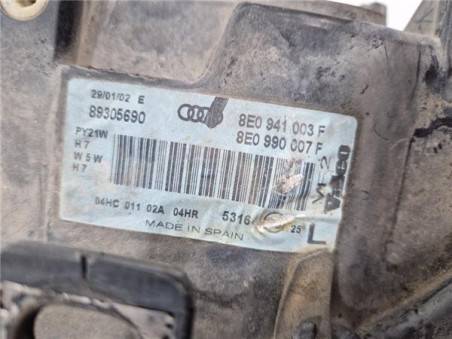 29/01/02 E
89305690
8E0 941 003 F
8E0 990 007 F
PY21W
H7
W5W
H7
Valeo
04HC 011 02A 04HR 5316
25
L
MADE IN SPAIN